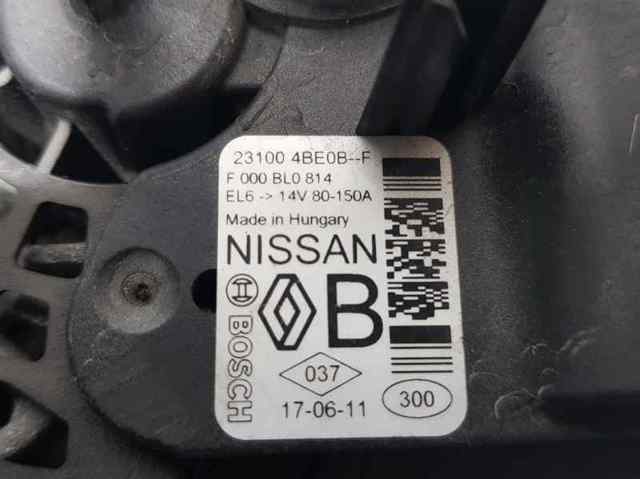 23100 4BE0B--F
F 000 BL0 814
EL6 -> 14V 80-150A
Made in Hungary
NISSAN
BOSCH
B
037
17-06-11
300